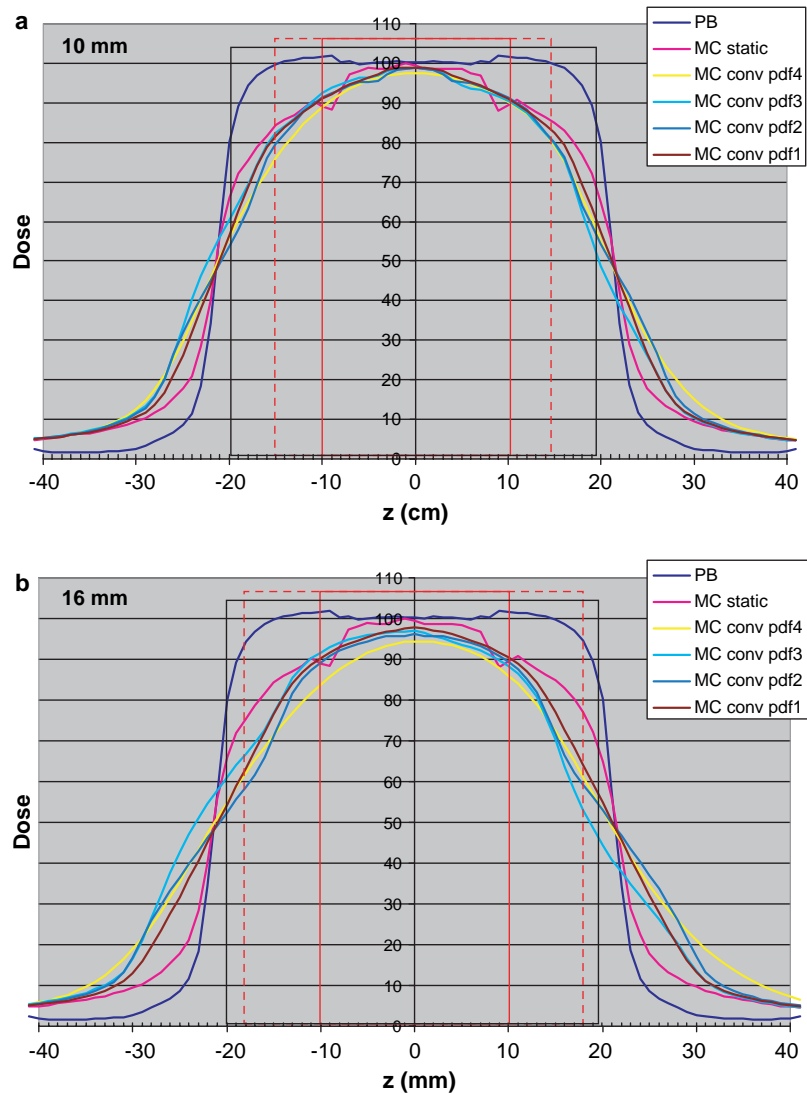 a
10 mm
110
100
90
80
70
60
50
40
30
20
10
0
-40 -30 -20 -10 0 10 20 30 40
Dose
z (cm)
PB
MC static
MC conv pdf4
MC conv pdf3
MC conv pdf2
MC conv pdf1
b
16 mm
110
100
90
80
70
60
50
40
30
20
10
0
-40 -30 -20 -10 0 10 20 30 40
Dose
z (mm)
PB
MC static
MC conv pdf4
MC conv pdf3
MC conv pdf2
MC conv pdf1